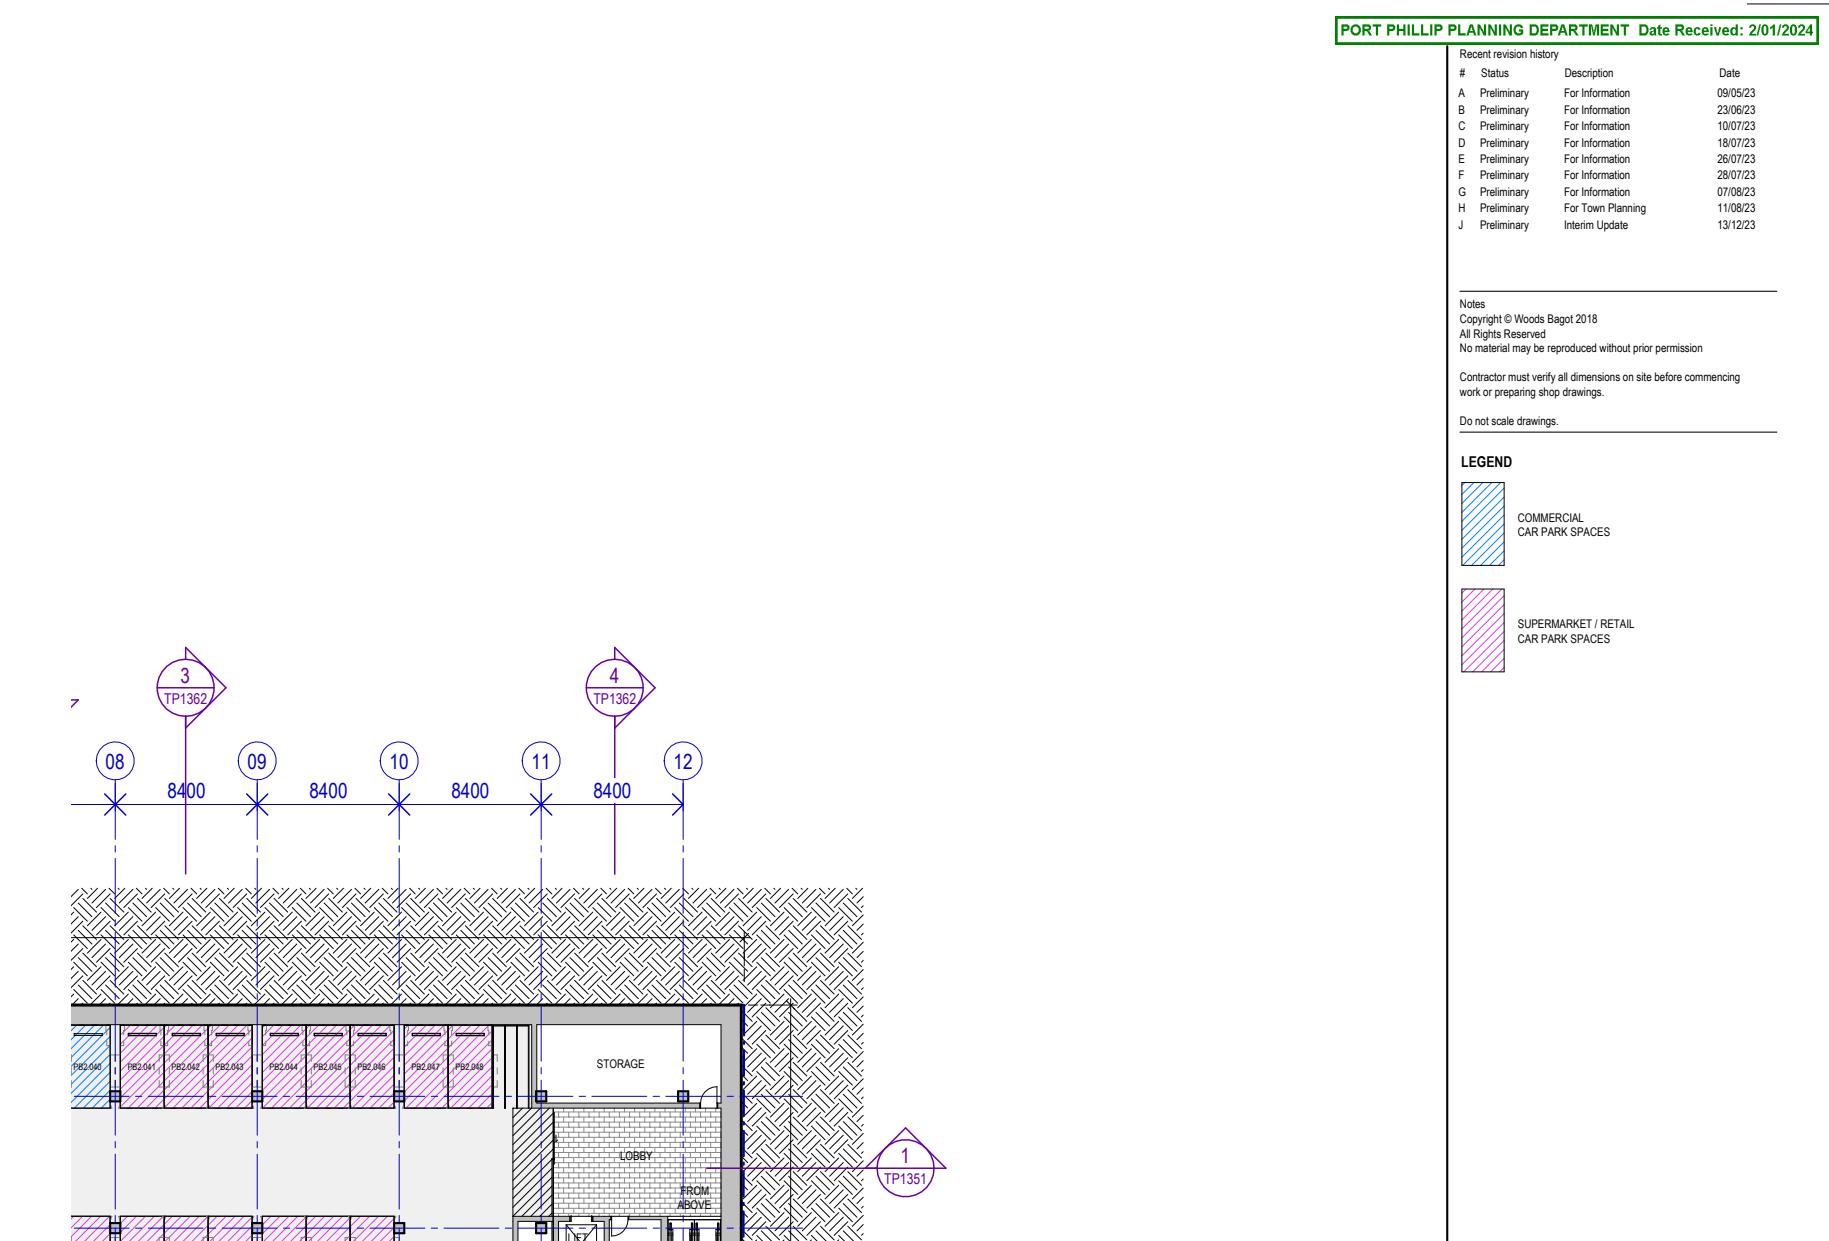 PORT PHILLIP PLANNING DEPARTMENT Date Received: 2/01/2024
Recent revision history
# Status Description Date
A Preliminary For Information 09/05/23
B Preliminary For Information 23/06/23
C Preliminary For Information 10/07/23
D Preliminary For Information 18/07/23
E Preliminary For Information 26/07/23
F Preliminary For Information 28/07/23
G Preliminary For Information 07/08/23
H Preliminary For Town Planning 11/08/23
J Preliminary Interim Update 13/12/23
Notes
Copyright © Woods Bagot 2018
All Rights Reserved
No material may be reproduced without prior permission
Contractor must verify all dimensions on site before commencing
work or preparing shop drawings.
Do not scale drawings.
LEGEND
COMMERCIAL
CAR PARK SPACES
SUPERMARKET / RETAIL
CAR PARK SPACES
3
TP1362
4
TP1362
08 09 10 11 12
8400 8400 8400 8400
PB2.040 PB2.041 PB2.042 PB2.043 PB2.044 PB2.045 PB2.046 PB2.047 PB2.048
STORAGE
LOBBY
1
TP1351
FROM
ABOVE
LIFT